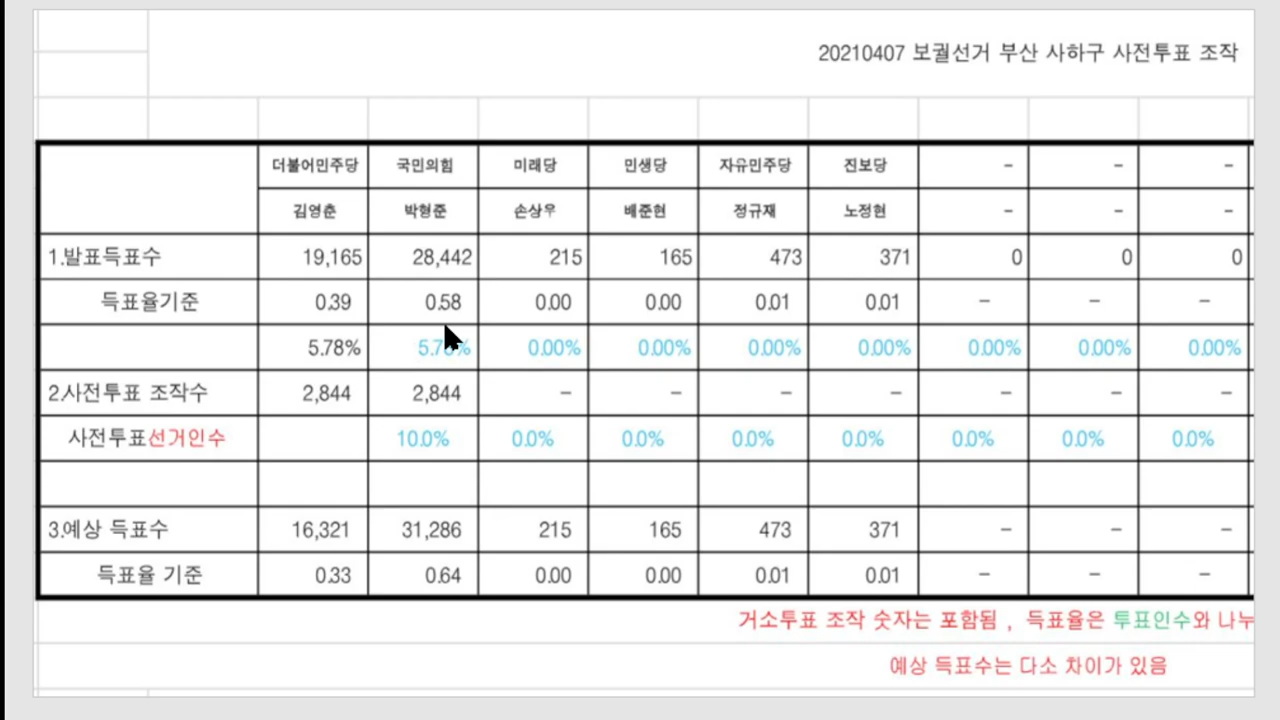 20210407 보궐선거 부산 사하구 사전투표 조작
더불어민주당 국민의힘 미래당 민생당 자유민주당 진보당 - - -
김영춘 박형준 손상우 배준현 정규재 노정현 - - -
1.발표득표수 19,165 28,442 215 165 473 371 0 0 0
득표율기준 0.39 0.58 0.00 0.00 0.01 0.01 - - -
5.78% 0.00% 0.00% 0.00% 0.00% 0.00% 0.00% 0.00%
2.사전투표 조작수 2,844 2,844 - - - - - - -
사전투표선거인수 10.0% 0.0% 0.0% 0.0% 0.0% 0.0% 0.0% 0.0%
3.예상 득표수 16,321 31,286 215 165 473 371 - - -
득표율 기준 0.33 0.64 0.00 0.00 0.01 0.01 - - -
거소투표 조작 숫자는 포함됨 , 득표율은 투표인수와 나누
예상 득표수는 다소 차이가 있음